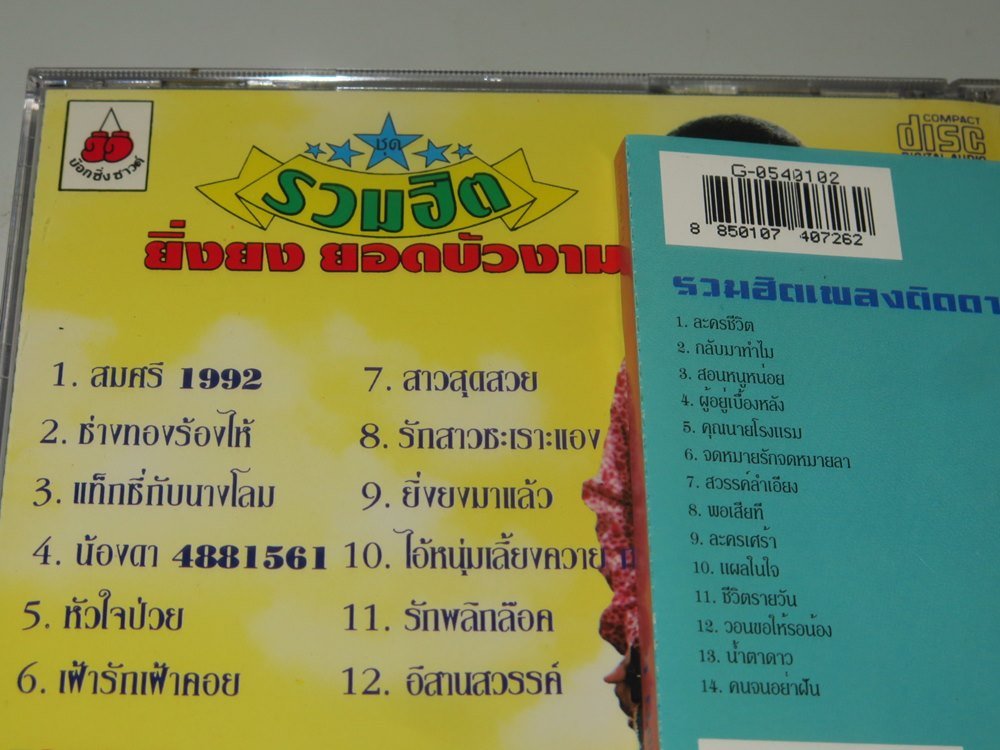 บ๊อกซิ่ง ซาวด์
ชุด
รวมฮิต
ยิ่งยง ยอดบัวงาม
1. สมศรี 1992
2. ช่างทองร้องไห้
3. แท็กซี่กับนางโลม
4. น้องดา 4881561
5. หัวใจป่วย
6. เฝ้ารักเฝ้าคอย
7. สาวสุดสวย
8. รักสาวซะเราะแอง
9. ยิ่งยงมาแล้ว
10. ไอ้หนุ่มเลี้ยงควาย
11. รักพลิกล๊อค
12. อีสานสวรรค์
COMPACT
disc
DIGITAL AUDIO
G-0540102
8 850107 407262
รวมฮิตเพลงติดดา
1. ละครชีวิต
2. กลับมาทำไม
3. สอนหนูหน่อย
4. ผู้อยู่เบื้องหลัง
5. คุณนายโรงแรม
6. จดหมายรักจดหมายลา
7. สวรรค์ลำเอียง
8. พอเสียที
9. ละครเศร้า
10. แผลในใจ
11. ชีวิตรายวัน
12. วอนขอให้รอน้อง
13. น้ำตาดาว
14. คนจนอย่าฝัน